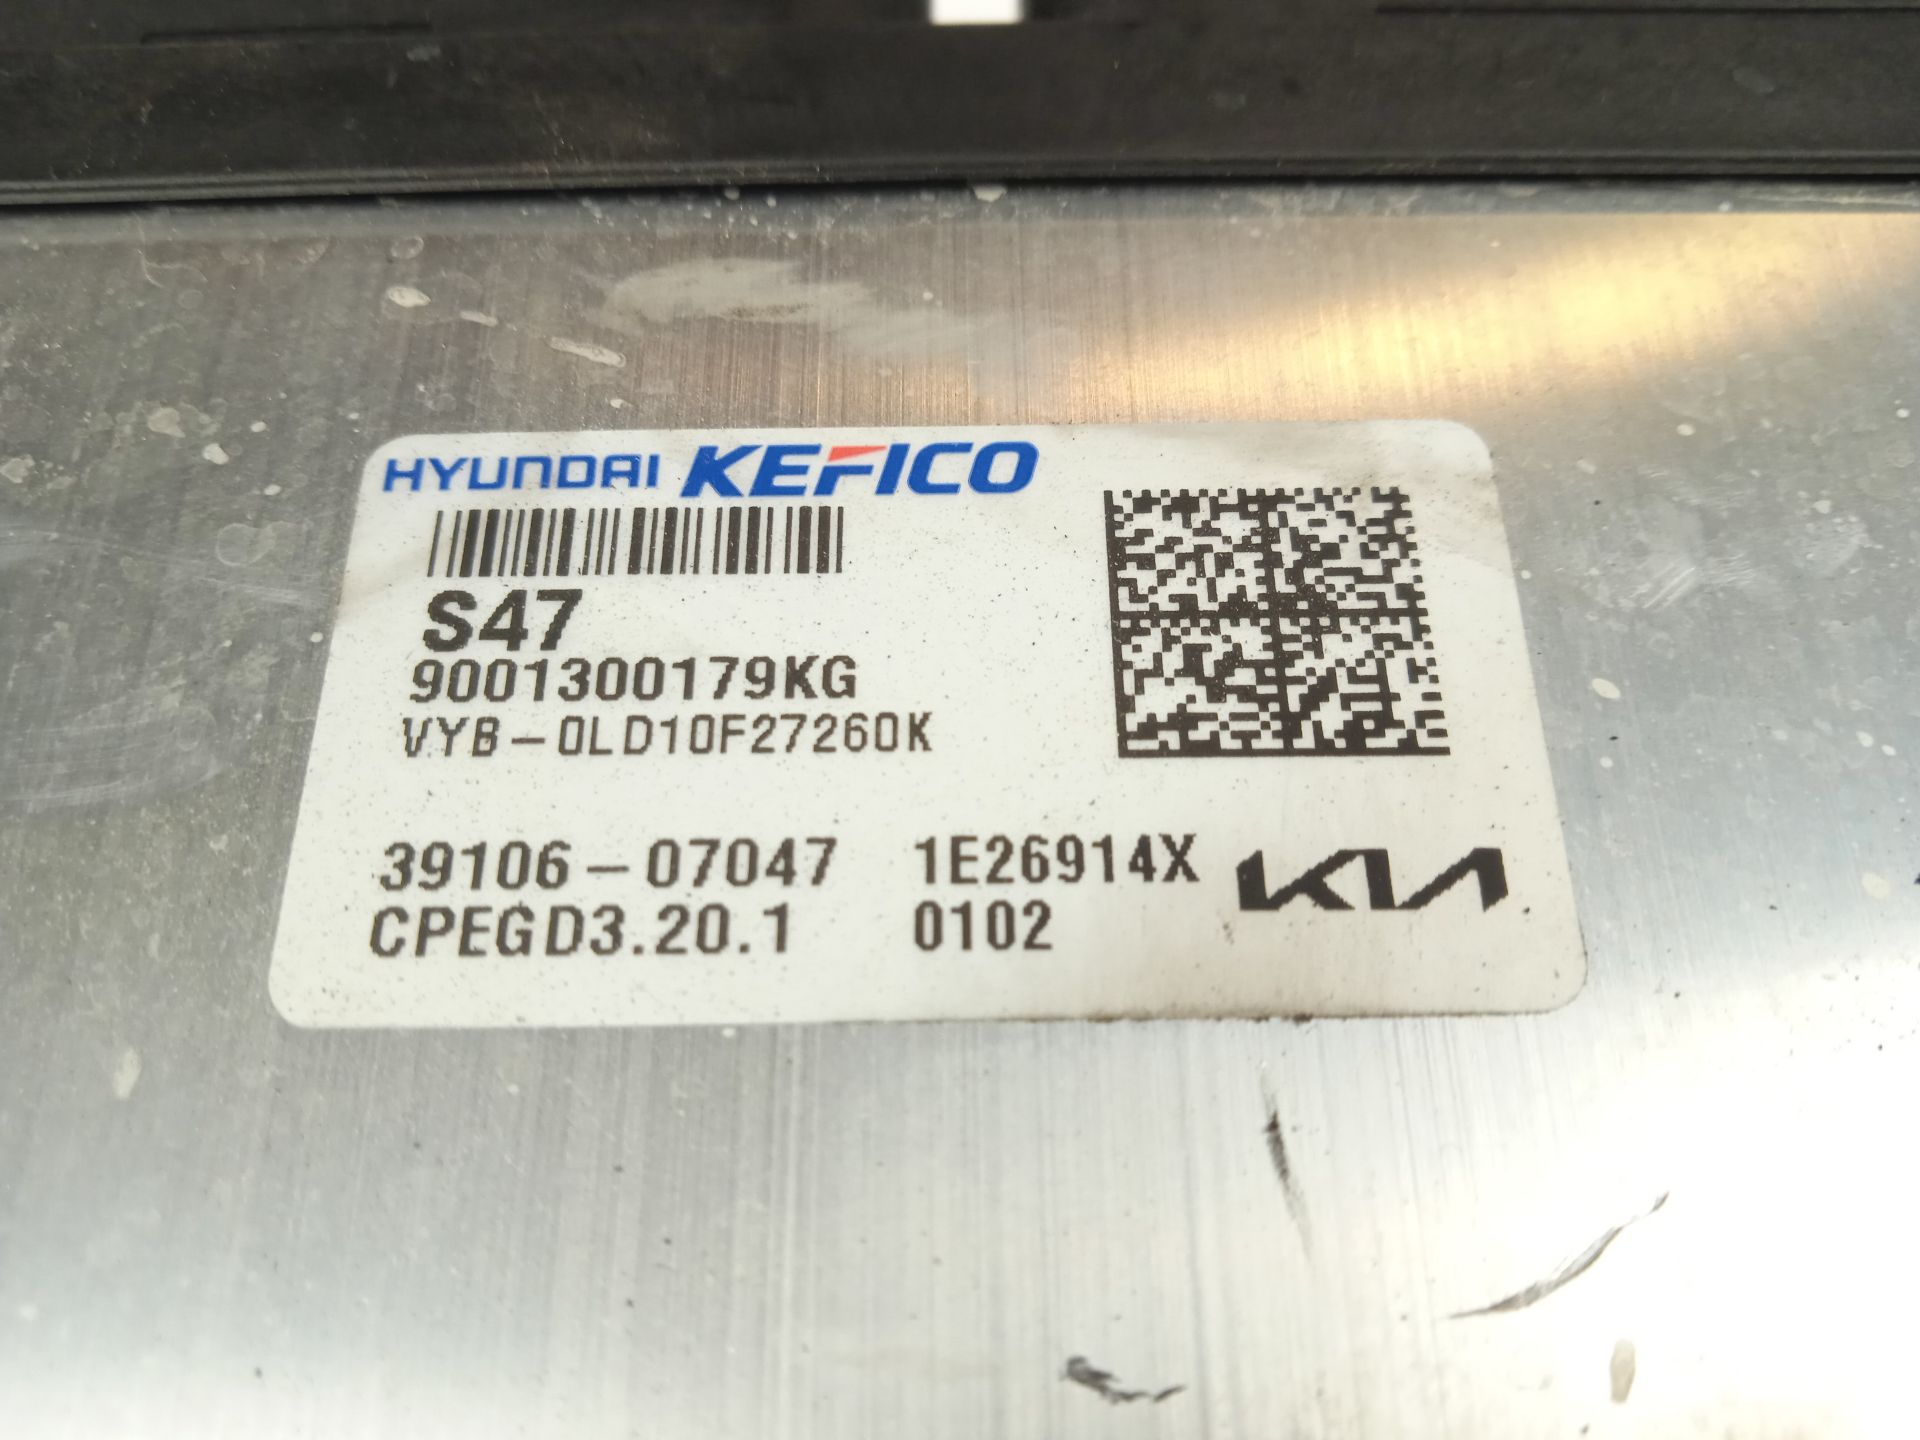 HYUNDAI KEFICO
S47
9001300179KG
VYB-0LD10F27260K
39106-07047 1E26914X KIA
CPEGD3.20.1 0102